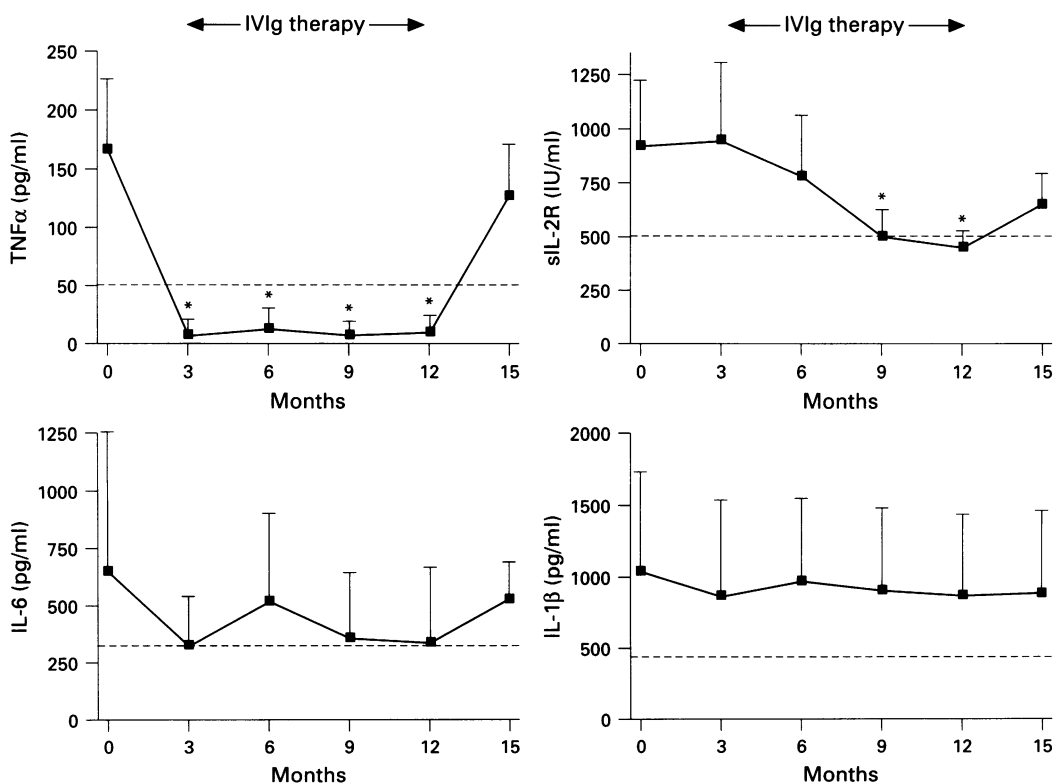 IVIg therapy
TNFα (pg/ml)
250
200
150
100
50
0
* * * *
0 3 6 9 12 15
Months
IVIg therapy
sIL-2R (IU/ml)
1250
1000
750
500
250
0
* *
0 3 6 9 12 15
Months
IL-6 (pg/ml)
1250
1000
750
500
250
0
0 3 6 9 12 15
Months
IL-1β (pg/ml)
2000
1500
1000
500
0
0 3 6 9 12 15
Months